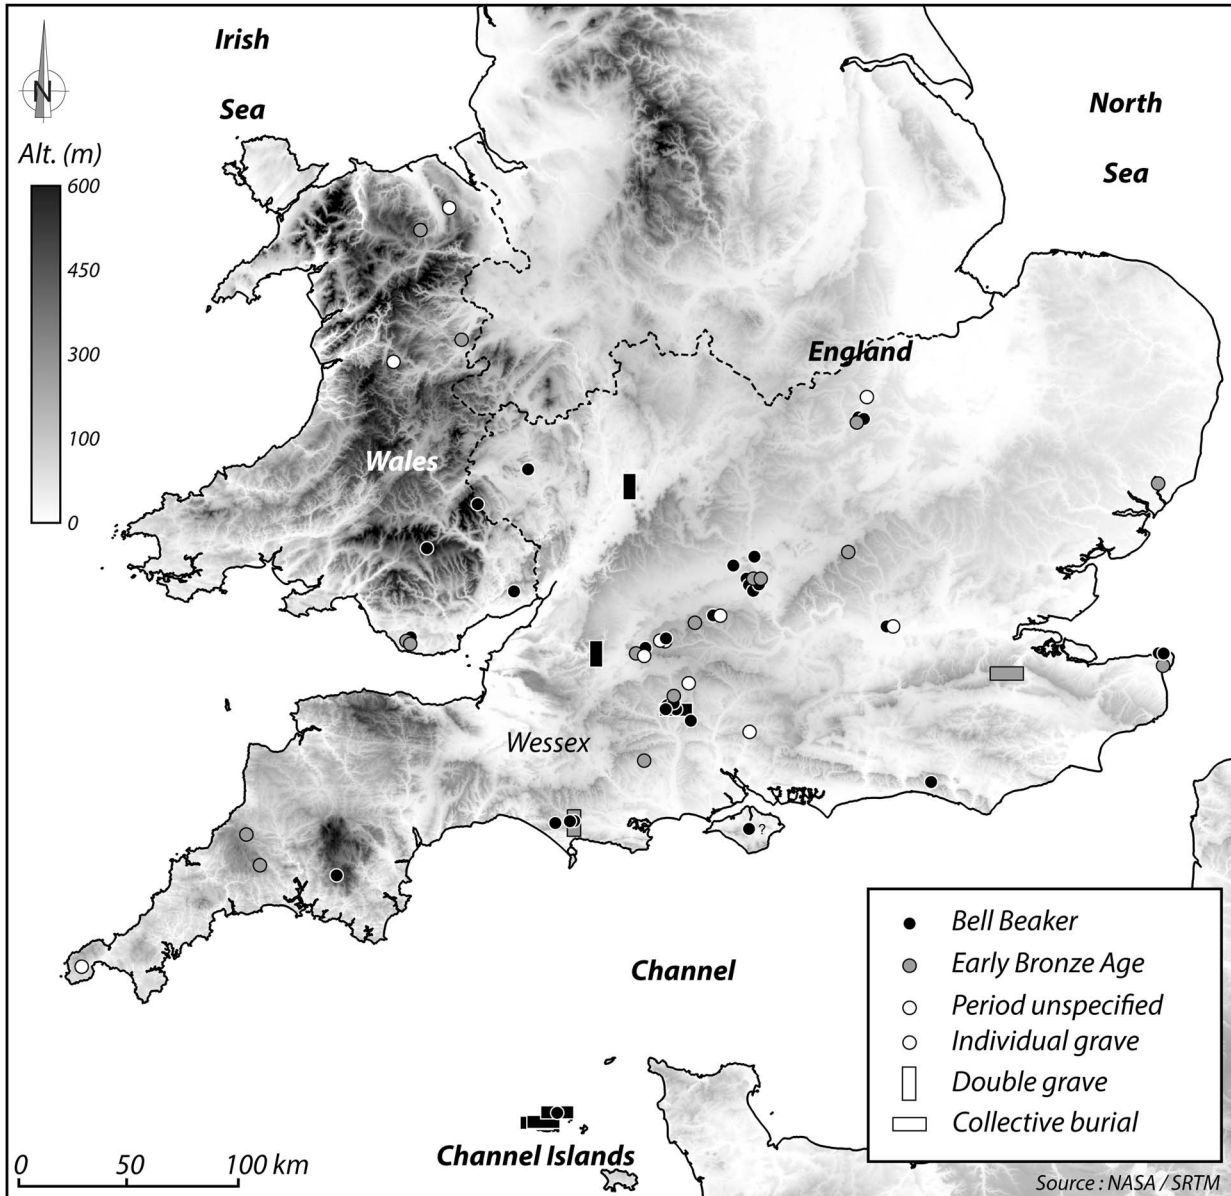 Irish
Sea
North
Sea
N
Alt. (m)
600
450
300
100
0
England
Wales
Wessex
?
Channel
Channel Islands
Bell Beaker
Early Bronze Age
Period unspecified
Individual grave
Double grave
Collective burial
0 50 100 km
Source : NASA / SRTM